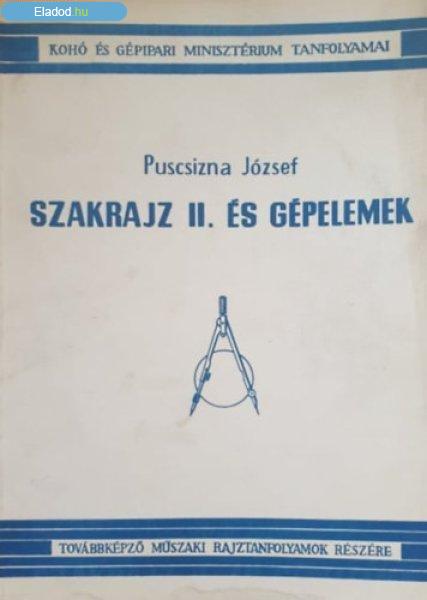 Eladod.hu
KOHÓ ÉS GÉPIPARI MINISZTÉRIUM TANFOLYAMAI
Puscsizna József
SZAKRAJZ II. ÉS GÉPELEMEK
TOVÁBBKÉPZŐ MŰSZAKI RAJZTANFOLYAMOK RÉSZÉRE